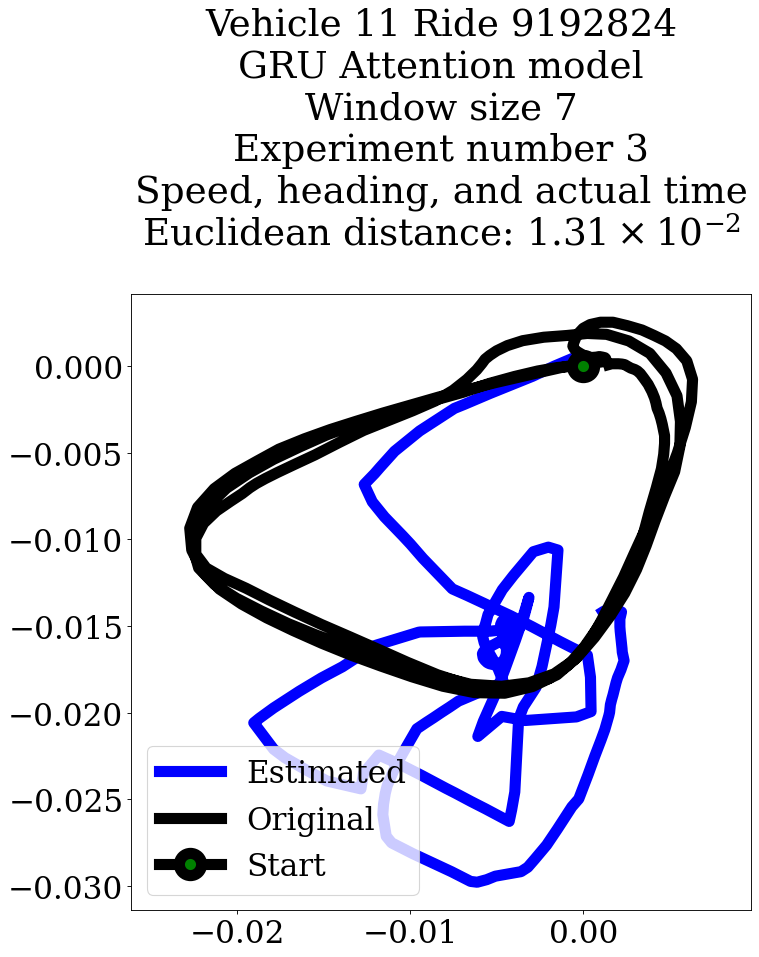 Vehicle 11 Ride 9192824
GRU Attention model
Window size 7
Experiment number 3
Speed, heading, and actual time
Euclidean distance: 1.31 × 10⁻²
0.000
−0.005
−0.010
−0.015
−0.020
−0.025
−0.030
Estimated
Original
Start
−0.02 −0.01 0.00